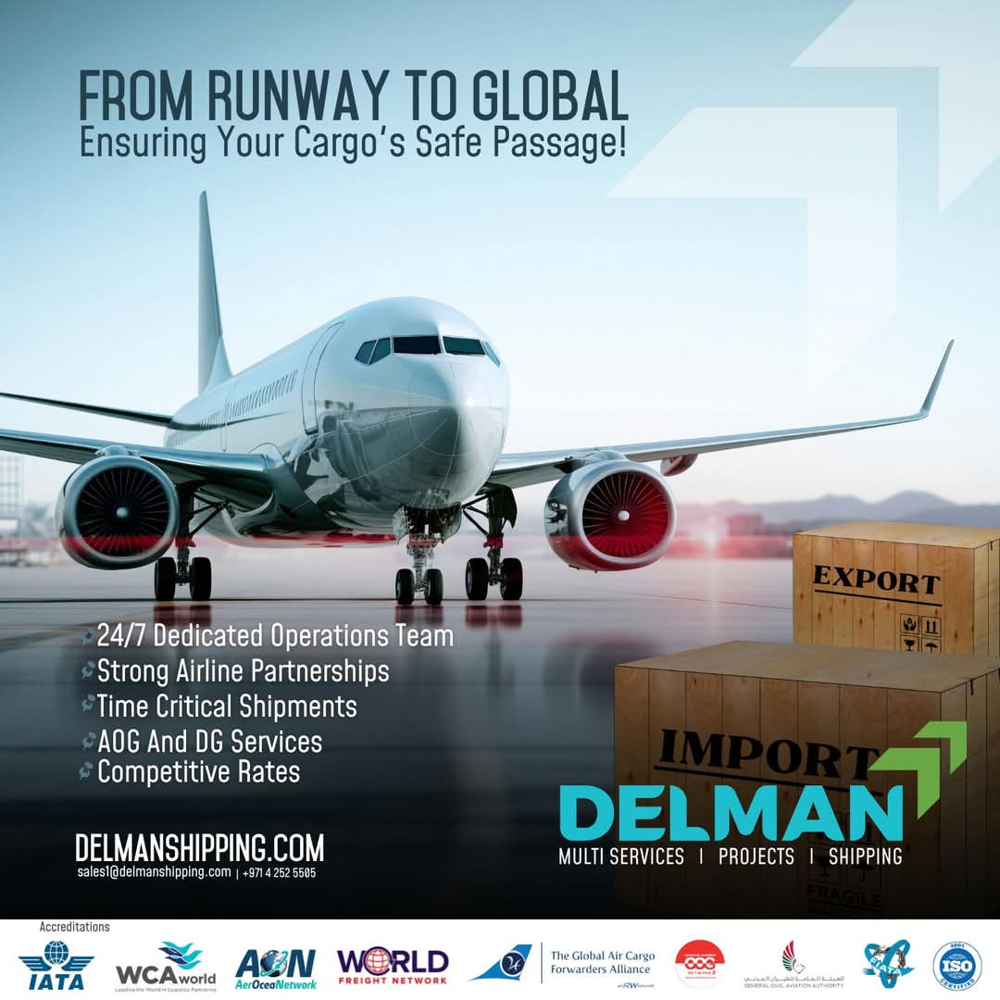 FROM RUNWAY TO GLOBAL
Ensuring Your Cargo's Safe Passage!
EXPORT
24/7 Dedicated Operations Team
Strong Airline Partnerships
Time Critical Shipments
AOG And DG Services
Competitive Rates
IMPORT
DELMAN
MULTI SERVICES | PROJECTS | SHIPPING
FRAGILE
DELMANSHIPPING.COM
sales1@delmanshipping.com | +971 4 252 5505
Accreditations
IATA
WCAworld
Leading the World in Logistics Partnering
AON
AerOceaNetwork
WORLD
FREIGHT NETWORK
The Global Air Cargo
Forwarders Alliance
الهيئة العامة للطيران المدني
GENERAL CIVIL AVIATION AUTHORITY
FIATA
9001
ISO
CERTIFIED